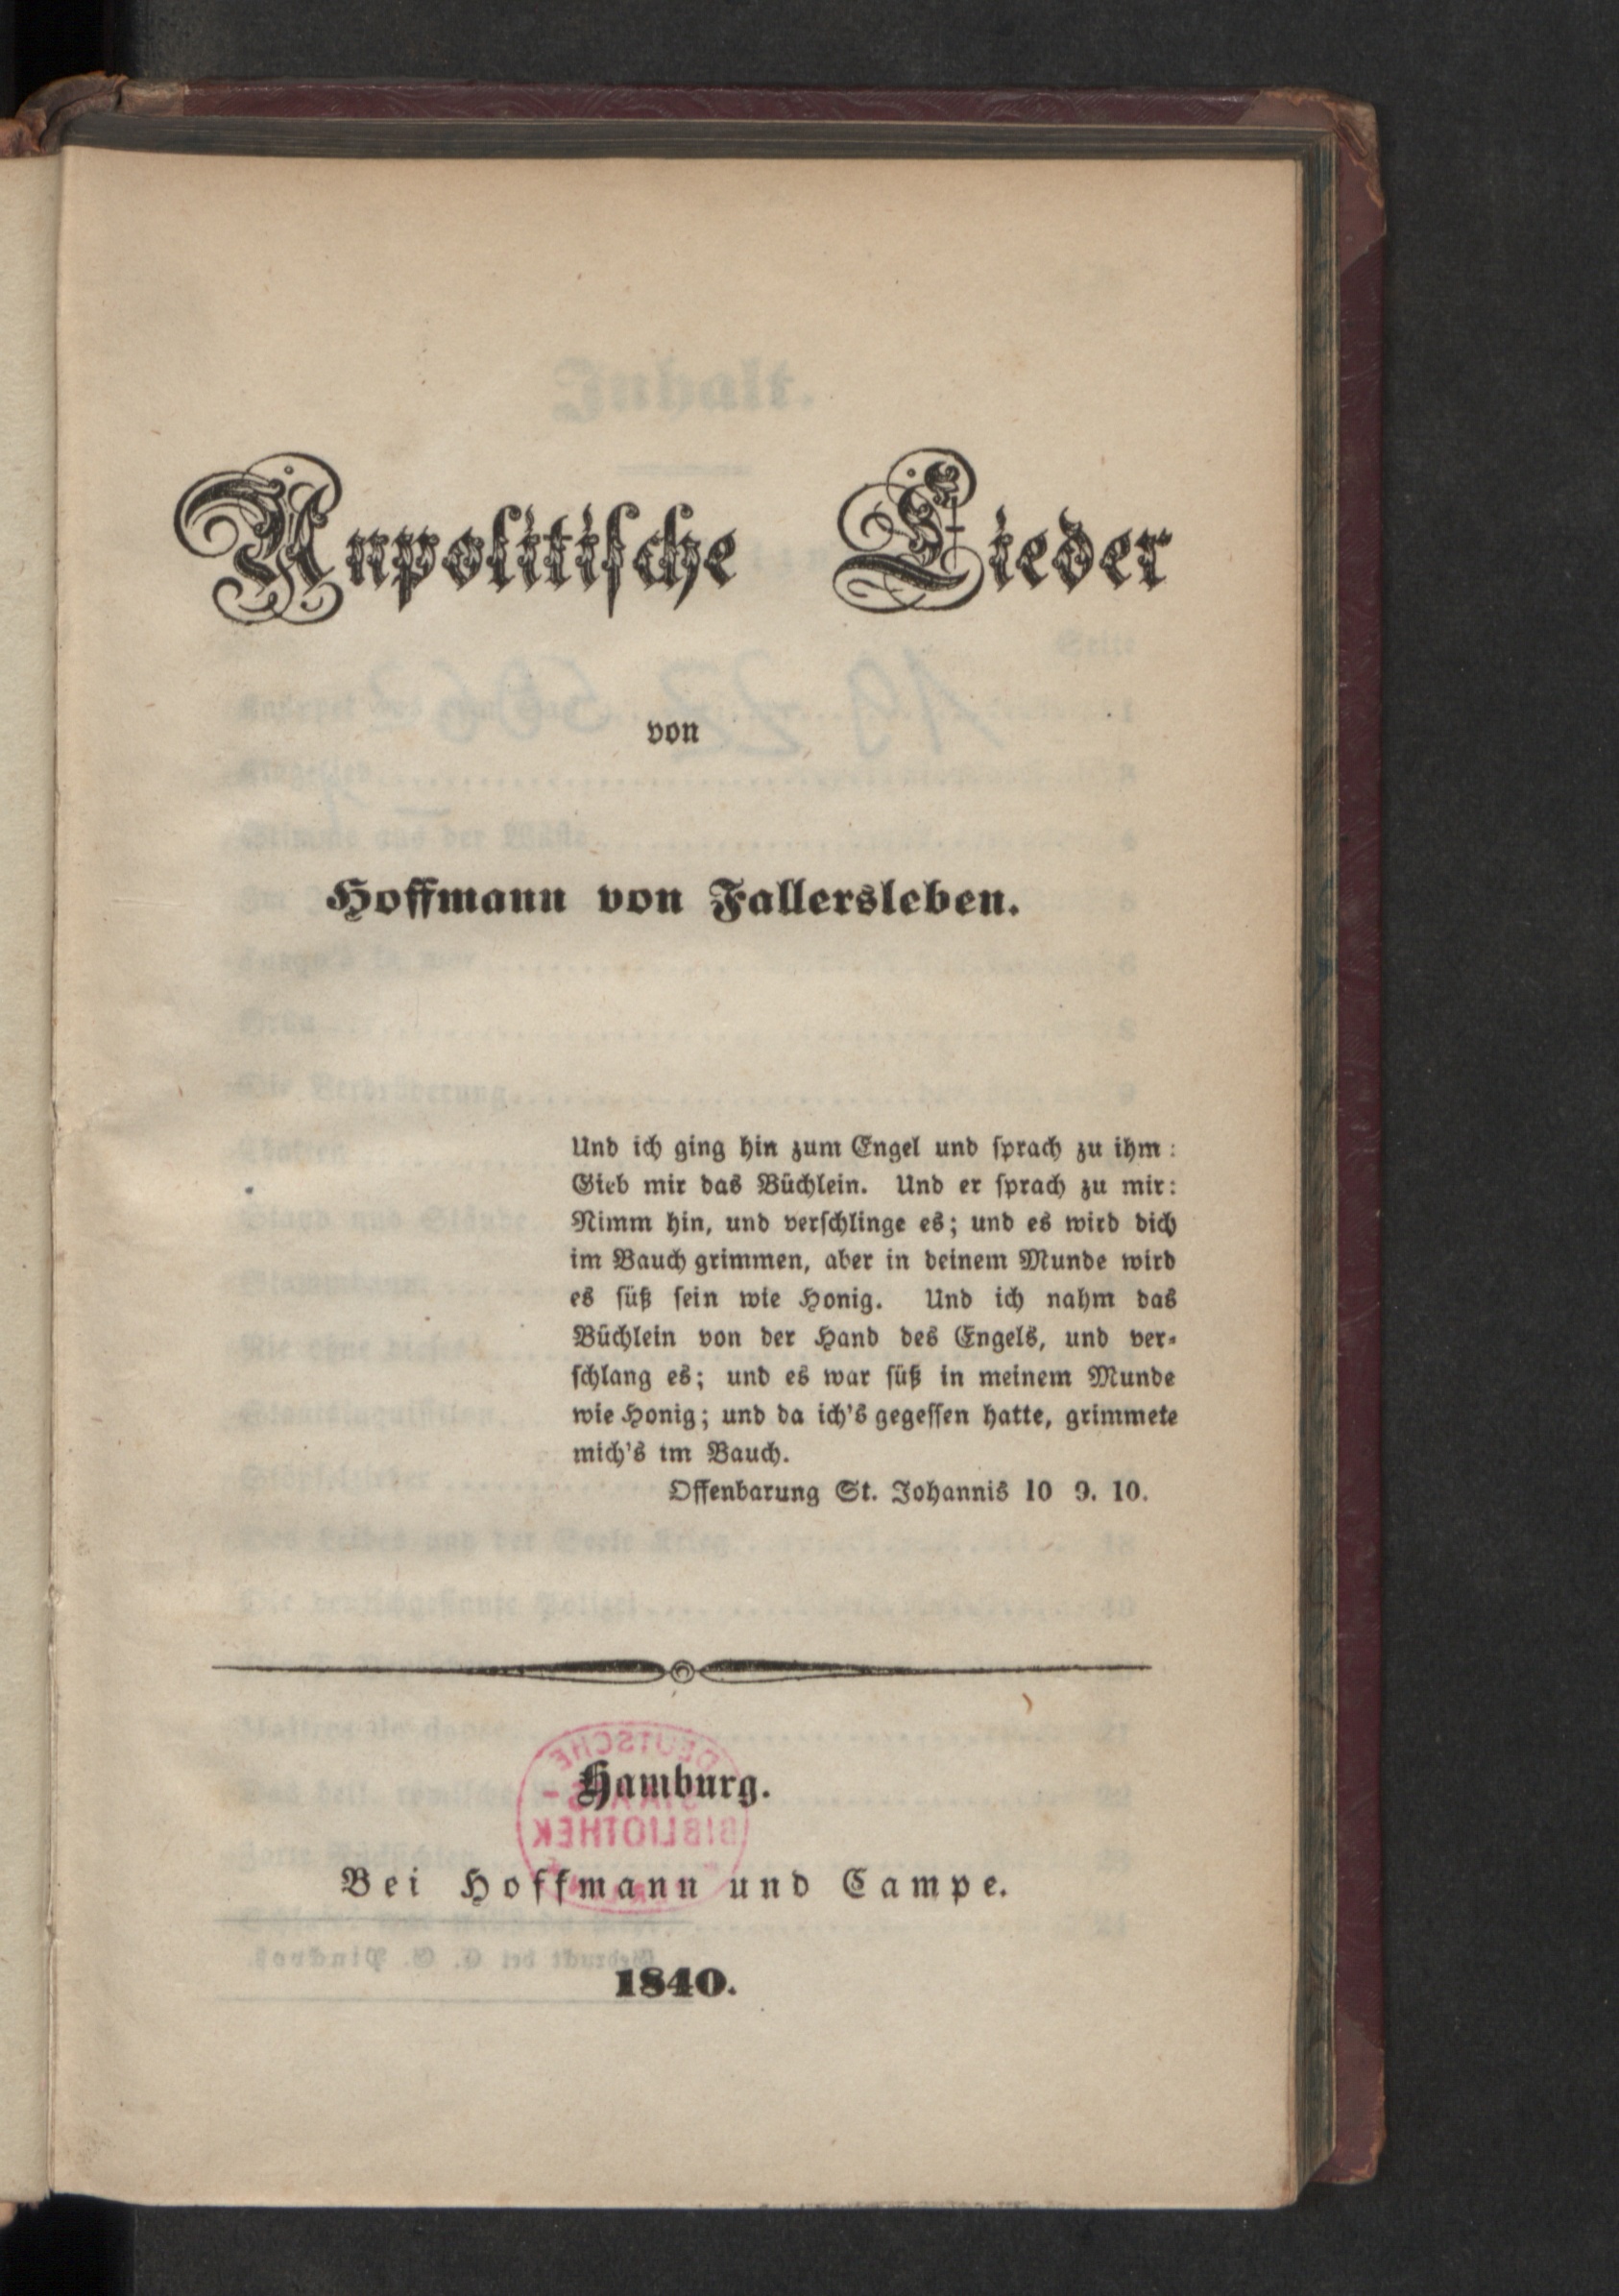 Unpolitische Lieder
von
Hoffmann von Fallersleben.
Und ich ging hin zum Engel und sprach zu ihm:
Gieb mir das Büchlein. Und er sprach zu mir:
Nimm hin, und verschlinge es; und es wird dich
im Bauch grimmen, aber in deinem Munde wird
es süß sein wie Honig. Und ich nahm das
Büchlein von der Hand des Engels, und ver-
schlang es; und es war süß in meinem Munde
wie Honig; und da ich's gegessen hatte, grimmete
mich's im Bauch.
Offenbarung St. Johannis 10 9. 10.
Hamburg.
DEUTSCHE
STAATS-
BIBLIOTHEK
Bei Hoffmann und Campe.
1840.